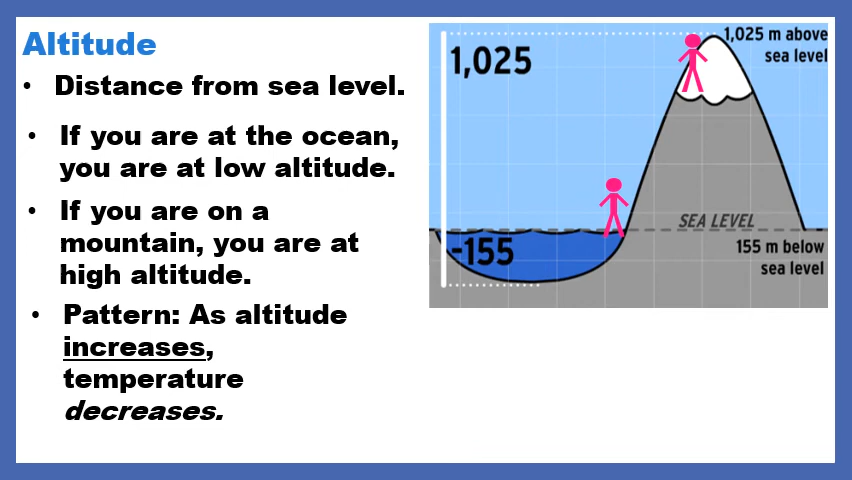 Altitude
• Distance from sea level.
• If you are at the ocean,
you are at low altitude.
• If you are on a
mountain, you are at
high altitude.
• Pattern: As altitude
increases,
temperature
decreases.
1,025 m above
sea level
1,025
SEA LEVEL
-155
155 m below
sea level